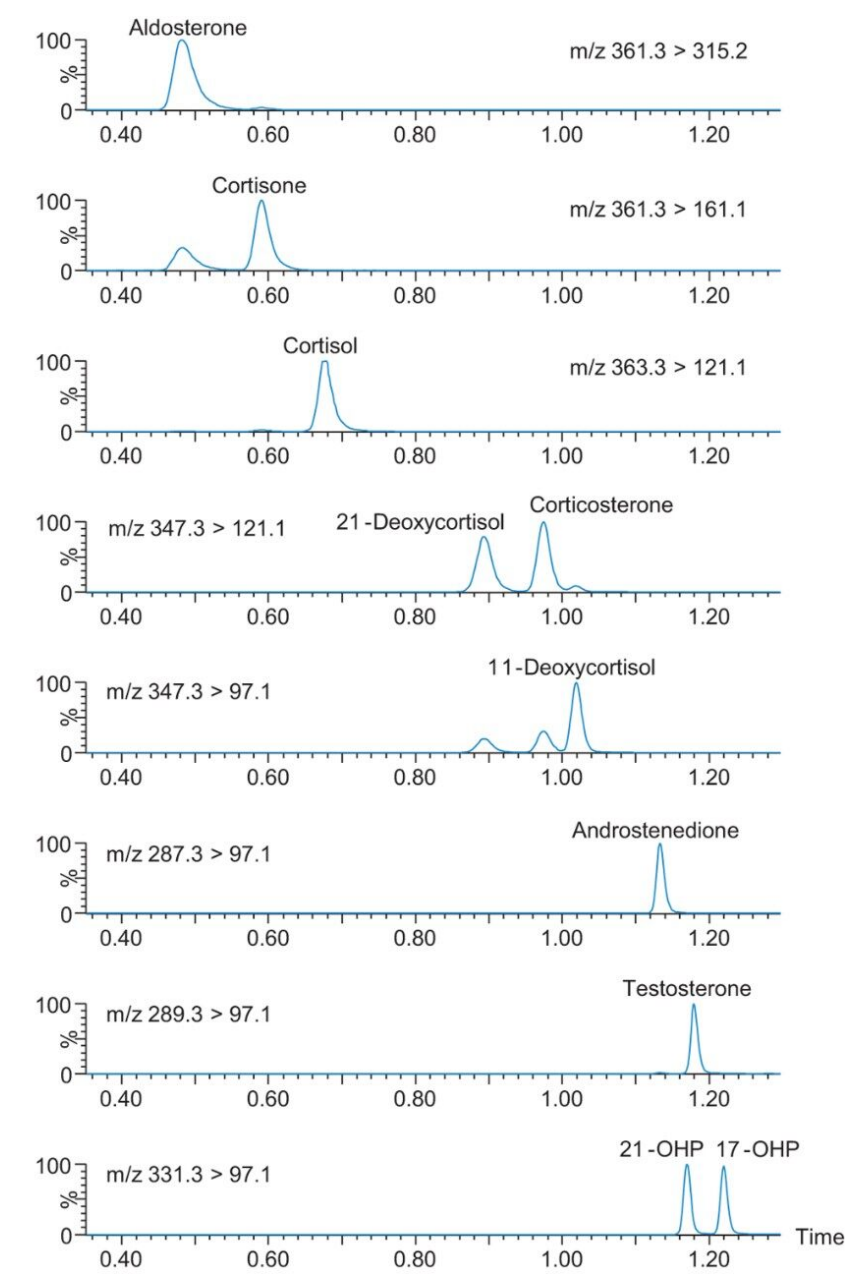 Aldosterone
100
%
0
m/z 361.3 > 315.2
0.40 0.60 0.80 1.00 1.20
Cortisone
100
%
0
m/z 361.3 > 161.1
0.40 0.60 0.80 1.00 1.20
Cortisol
100
%
0
m/z 363.3 > 121.1
0.40 0.60 0.80 1.00 1.20
100
%
0
m/z 347.3 > 121.1
21-Deoxycortisol
Corticosterone
0.40 0.60 0.80 1.00 1.20
11-Deoxycortisol
100
%
0
m/z 347.3 > 97.1
0.40 0.60 0.80 1.00 1.20
Androstenedione
100
%
0
m/z 287.3 > 97.1
0.40 0.60 0.80 1.00 1.20
Testosterone
100
%
0
m/z 289.3 > 97.1
0.40 0.60 0.80 1.00 1.20
21-OHP 17-OHP
100
%
0
m/z 331.3 > 97.1
Time
0.40 0.60 0.80 1.00 1.20